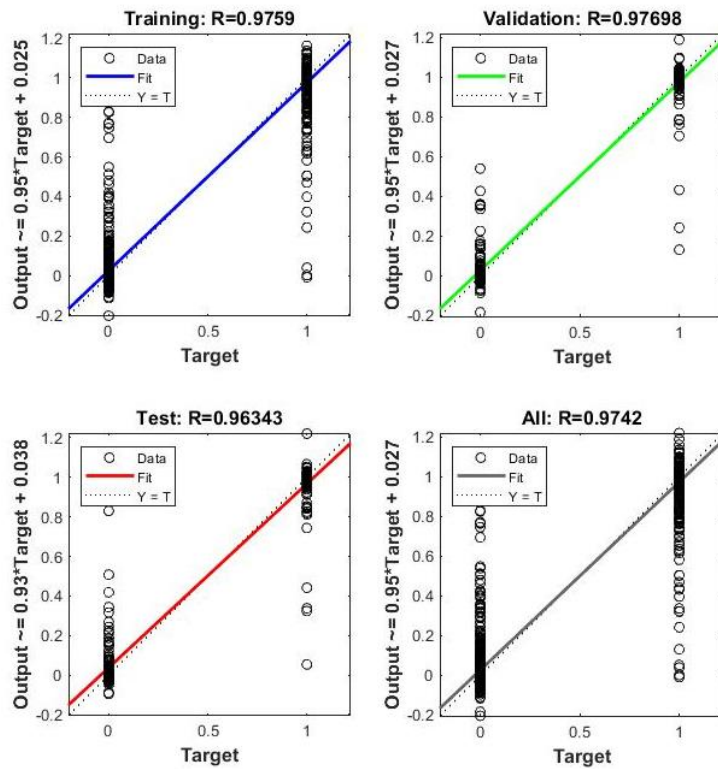 Training: R=0.9759
Output ~= 0.95*Target + 0.025
1.2
1
0.8
0.6
0.4
0.2
0
-0.2
Data
Fit
Y = T
0
0.5
1
Target
Validation: R=0.97698
Output ~= 0.95*Target + 0.027
1.2
1
0.8
0.6
0.4
0.2
0
-0.2
Data
Fit
Y = T
0
0.5
1
Target
Test: R=0.96343
Output ~= 0.93*Target + 0.038
1.2
1
0.8
0.6
0.4
0.2
0
-0.2
Data
Fit
Y = T
0
0.5
1
Target
All: R=0.9742
Output ~= 0.95*Target + 0.027
1.2
1
0.8
0.6
0.4
0.2
0
-0.2
Data
Fit
Y = T
0
0.5
1
Target